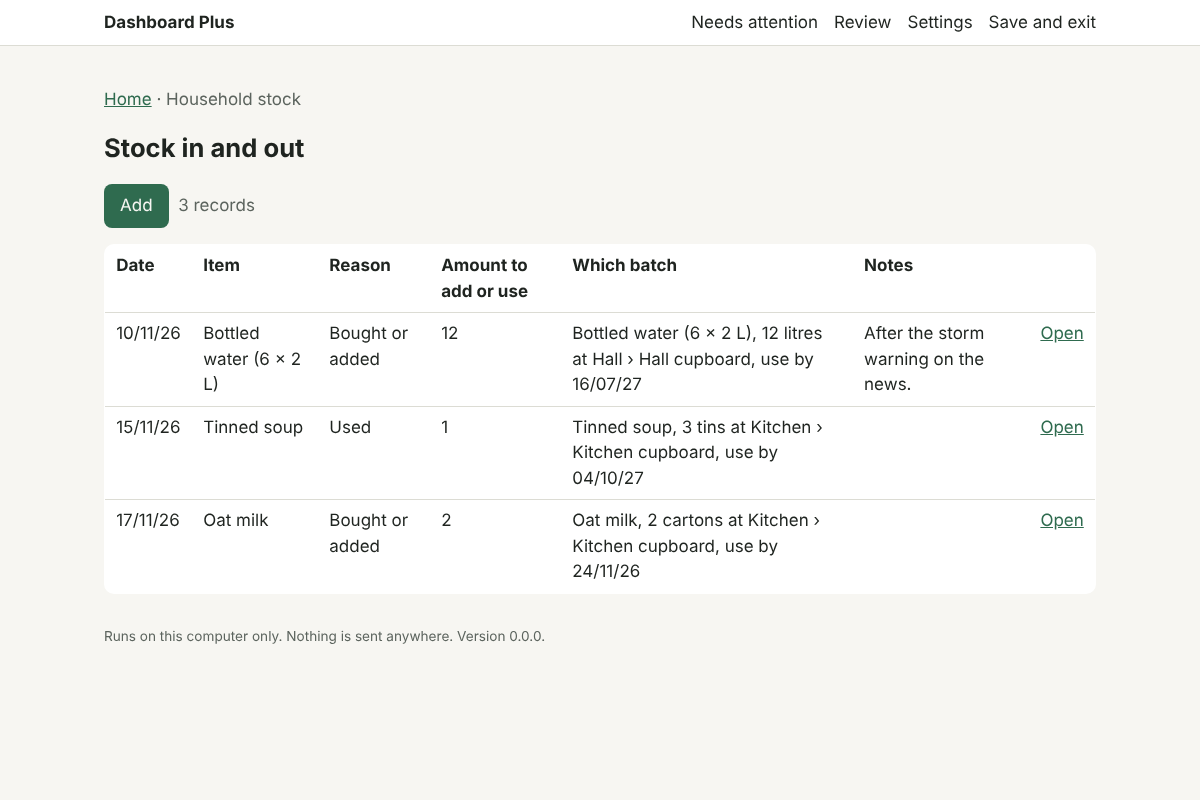 Dashboard Plus
Needs attention Review Settings Save and exit
Home · Household stock
Stock in and out
Add 3 records
Date Item Reason Amount to add or use Which batch Notes
10/11/26 Bottled water (6 × 2 L) Bought or added 12 Bottled water (6 × 2 L), 12 litres at Hall › Hall cupboard, use by 16/07/27 After the storm warning on the news. Open
15/11/26 Tinned soup Used 1 Tinned soup, 3 tins at Kitchen › Kitchen cupboard, use by 04/10/27 Open
17/11/26 Oat milk Bought or added 2 Oat milk, 2 cartons at Kitchen › Kitchen cupboard, use by 24/11/26 Open
Runs on this computer only. Nothing is sent anywhere. Version 0.0.0.